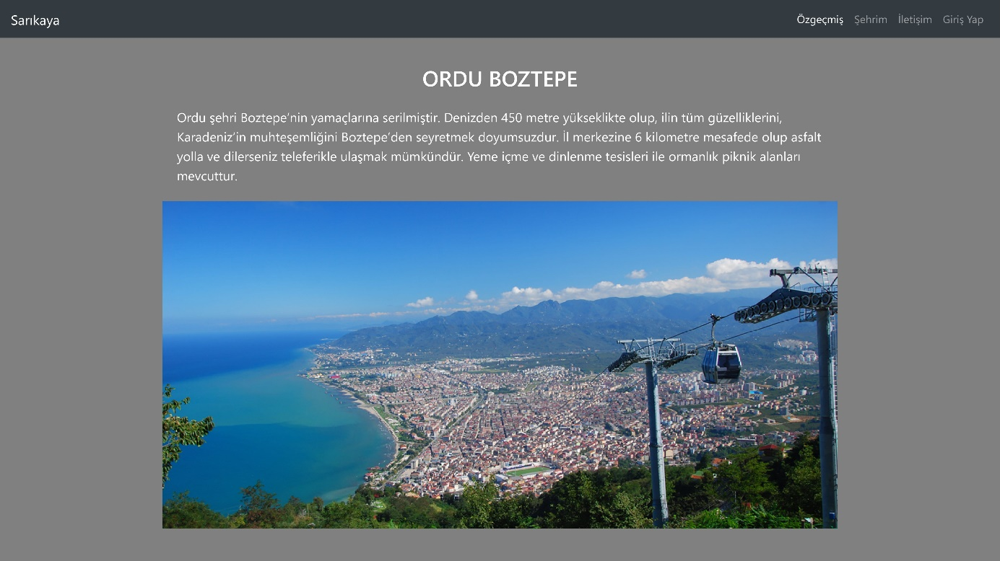 Sarıkaya
Özgeçmiş Şehrim İletişim Giriş Yap
ORDU BOZTEPE
Ordu şehri Boztepe'nin yamaçlarına serilmiştir. Denizden 450 metre yükseklikte olup, ilin tüm güzelliklerini,
Karadeniz'in muhteşemliğini Boztepe'den seyretmek doyumsuzdur. İl merkezine 6 kilometre mesafede olup asfalt
yolla ve dilerseniz teleferikle ulaşmak mümkündür. Yeme içme ve dinlenme tesisleri ile ormanlık piknik alanları
mevcuttur.